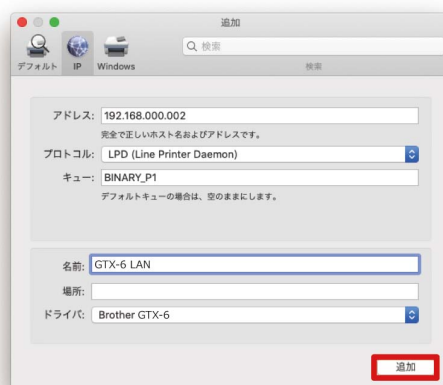 追加
検索
デフォルト IP Windows 検索
アドレス: 192.168.000.002
完全で正しいホスト名およびアドレスです。
プロトコル: LPD (Line Printer Daemon)
キュー: BINARY_P1
デフォルトキューの場合は、空のままにします。
名前: GTX-6 LAN
場所:
ドライバ: Brother GTX-6
追加